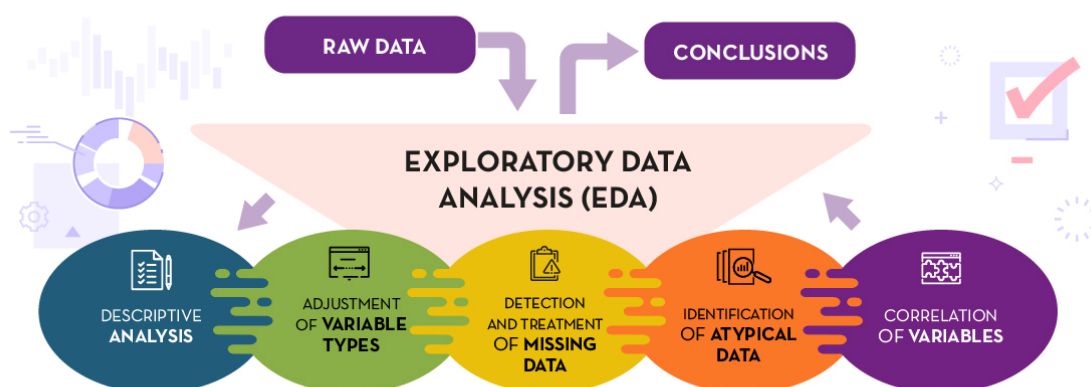 RAW DATA
CONCLUSIONS
EXPLORATORY DATA
ANALYSIS (EDA)
DESCRIPTIVE
ANALYSIS
ADJUSTMENT
OF VARIABLE
TYPES
DETECTION
AND TREATMENT
OF MISSING
DATA
IDENTIFICATION
OF ATYPICAL
DATA
CORRELATION
OF VARIABLES